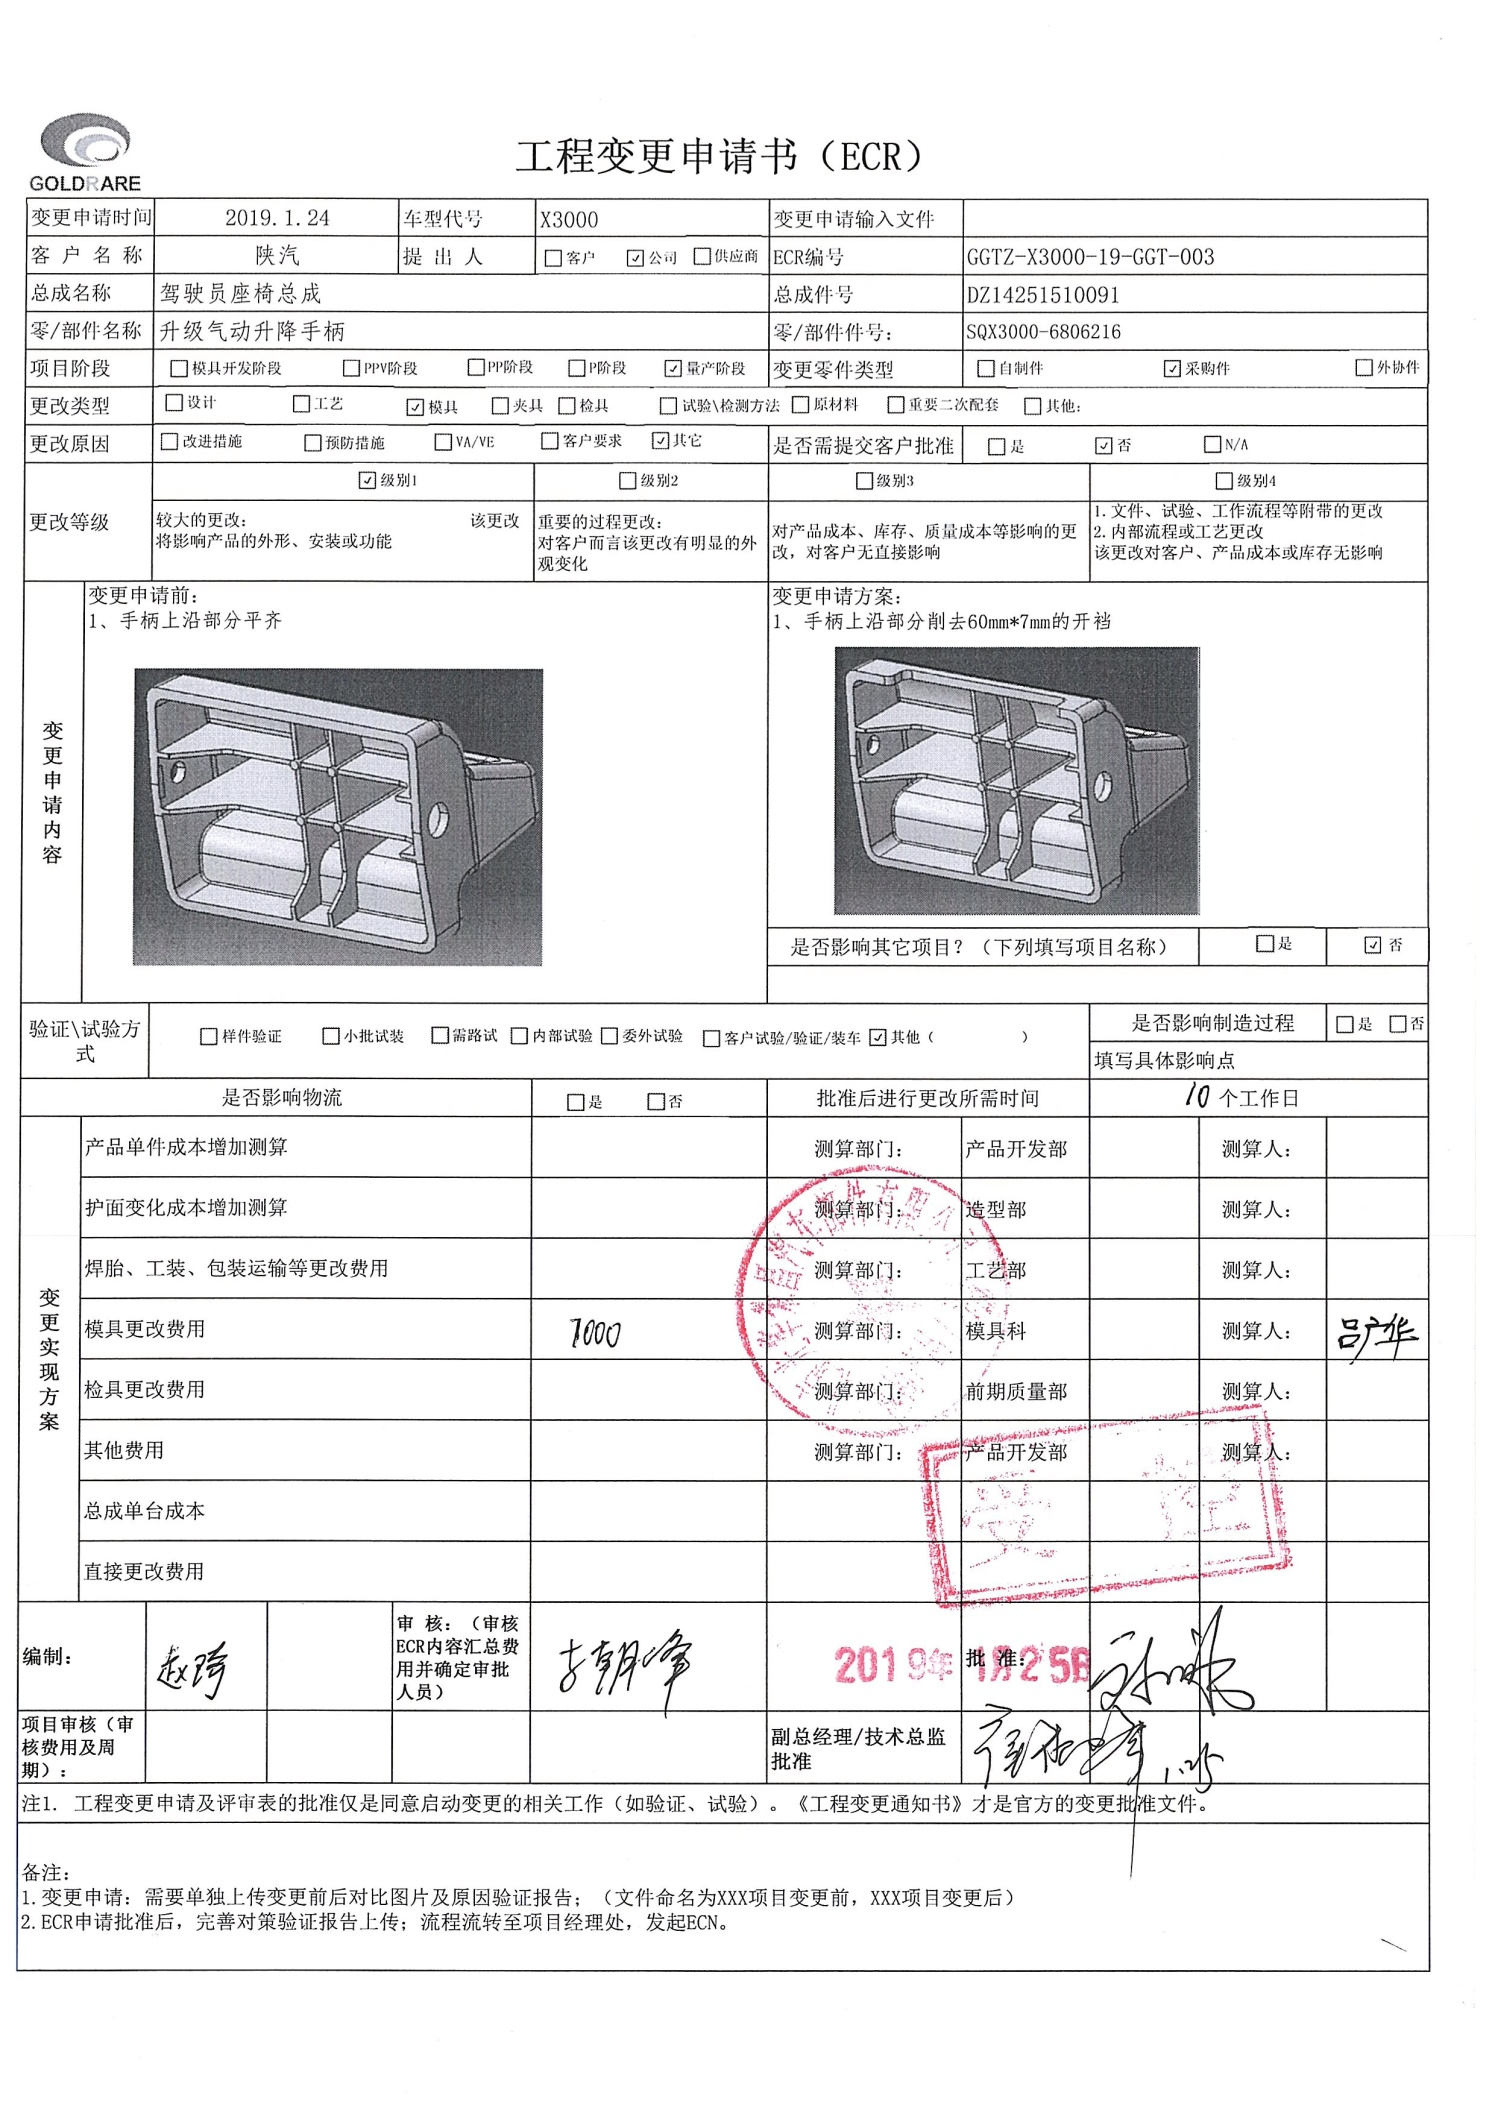 GOLDRARE
工程变更申请书（ECR）
变更申请时间 2019.1.24 车型代号 X3000 变更申请输入文件
客户名称 陕汽 提出人 □客户 ☑公司 □供应商 ECR编号 GGTZ-X3000-19-GGT-003
总成名称 驾驶员座椅总成 总成件号 DZ14251510091
零/部件名称 升级气动升降手柄 零/部件件号： SQX3000-6806216
项目阶段 □模具开发阶段 □PPV阶段 □PP阶段 □P阶段 ☑量产阶段 变更零件类型 □自制件 ☑采购件 □外协件
更改类型 □设计 □工艺 ☑模具 □夹具 □检具 □试验\检测方法 □原材料 □重要二次配套 □其他：
更改原因 □改进措施 □预防措施 □VA/VE □客户要求 ☑其它 是否需提交客户批准 □是 ☑否 □N/A
更改等级 ☑级别1 □级别2 □级别3 □级别4
较大的更改： 该更改
将影响产品的外形、安装或功能
重要的过程更改：
对客户而言该更改有明显的外
观变化
对产品成本、库存、质量成本等影响的更
改，对客户无直接影响
1.文件、试验、工作流程等附带的更改
2.内部流程或工艺更改
该更改对客户、产品成本或库存无影响
变更申请内容
变更申请前：
1、手柄上沿部分平齐
变更申请方案：
1、手柄上沿部分削去60mm*7mm的开裆
是否影响其它项目？（下列填写项目名称） □是 ☑否
验证\试验方
式
□样件验证 □小批试装 □需路试 □内部试验 □委外试验 □客户试验/验证/装车 ☑其他（ ）
是否影响制造过程 □是 □否
填写具体影响点
是否影响物流 □是 □否 批准后进行更改所需时间 10 个工作日
变更实现方案
产品单件成本增加测算 测算部门： 产品开发部 测算人：
护面变化成本增加测算 测算部门： 造型部 测算人：
焊胎、工装、包装运输等更改费用 测算部门： 工艺部 测算人：
模具更改费用 7000 测算部门： 模具科 测算人： 吕广华
检具更改费用 测算部门： 前期质量部 测算人：
其他费用 测算部门： 产品开发部 测算人：
总成单台成本
直接更改费用
受控
编制： 赵琦
审 核：（审核
ECR内容汇总费
用并确定审批
人员）
2019年1月25日
批 准：
项目审核（审
核费用及周
期）：
副总经理/技术总监
批准
1.25
注1. 工程变更申请及评审表的批准仅是同意启动变更的相关工作（如验证、试验）。《工程变更通知书》才是官方的变更批准文件。
备注：
1.变更申请：需要单独上传变更前后对比图片及原因验证报告；（文件命名为XXX项目变更前，XXX项目变更后）
2.ECR申请批准后，完善对策验证报告上传；流程流转至项目经理处，发起ECN。